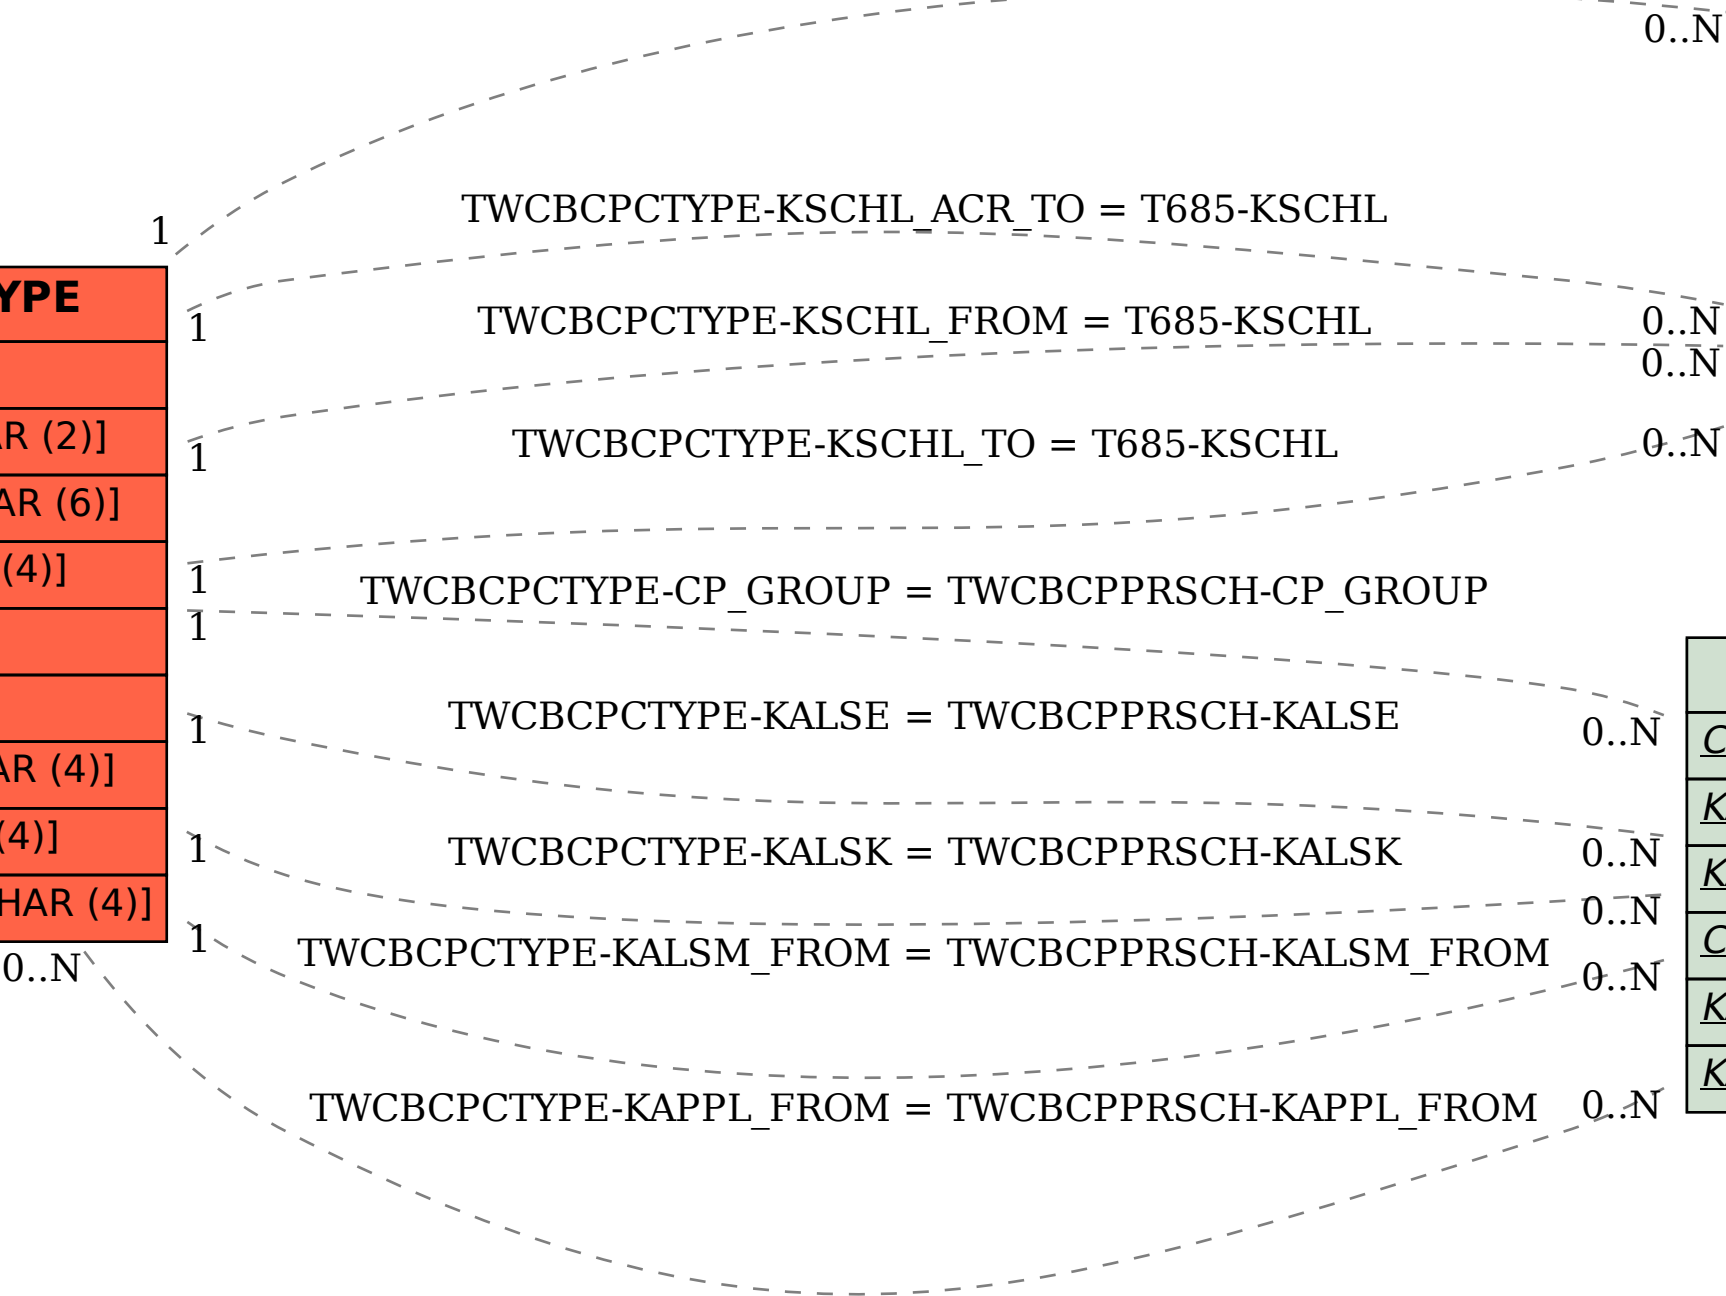 0..N
TWCBCPCTYPE-KSCHL_ACR_TO = T685-KSCHL
1
YPE
1
TWCBCPCTYPE-KSCHL_FROM = T685-KSCHL
0..N
0..N
AR (2)]
1
TWCBCPCTYPE-KSCHL_TO = T685-KSCHL
0..N
AR (6)]
(4)]
1
TWCBCPCTYPE-CP_GROUP = TWCBCPPRSCH-CP_GROUP
1
TWCBCPCTYPE-KALSE = TWCBCPPRSCH-KALSE
0..N
1
C
AR (4)]
K
(4)]
1
TWCBCPCTYPE-KALSK = TWCBCPPRSCH-KALSK
0..N
K
HAR (4)]
0..N
1
C
TWCBCPCTYPE-KALSM_FROM = TWCBCPPRSCH-KALSM_FROM
0..N
0..N
K
K
TWCBCPCTYPE-KAPPL_FROM = TWCBCPPRSCH-KAPPL_FROM
0..N